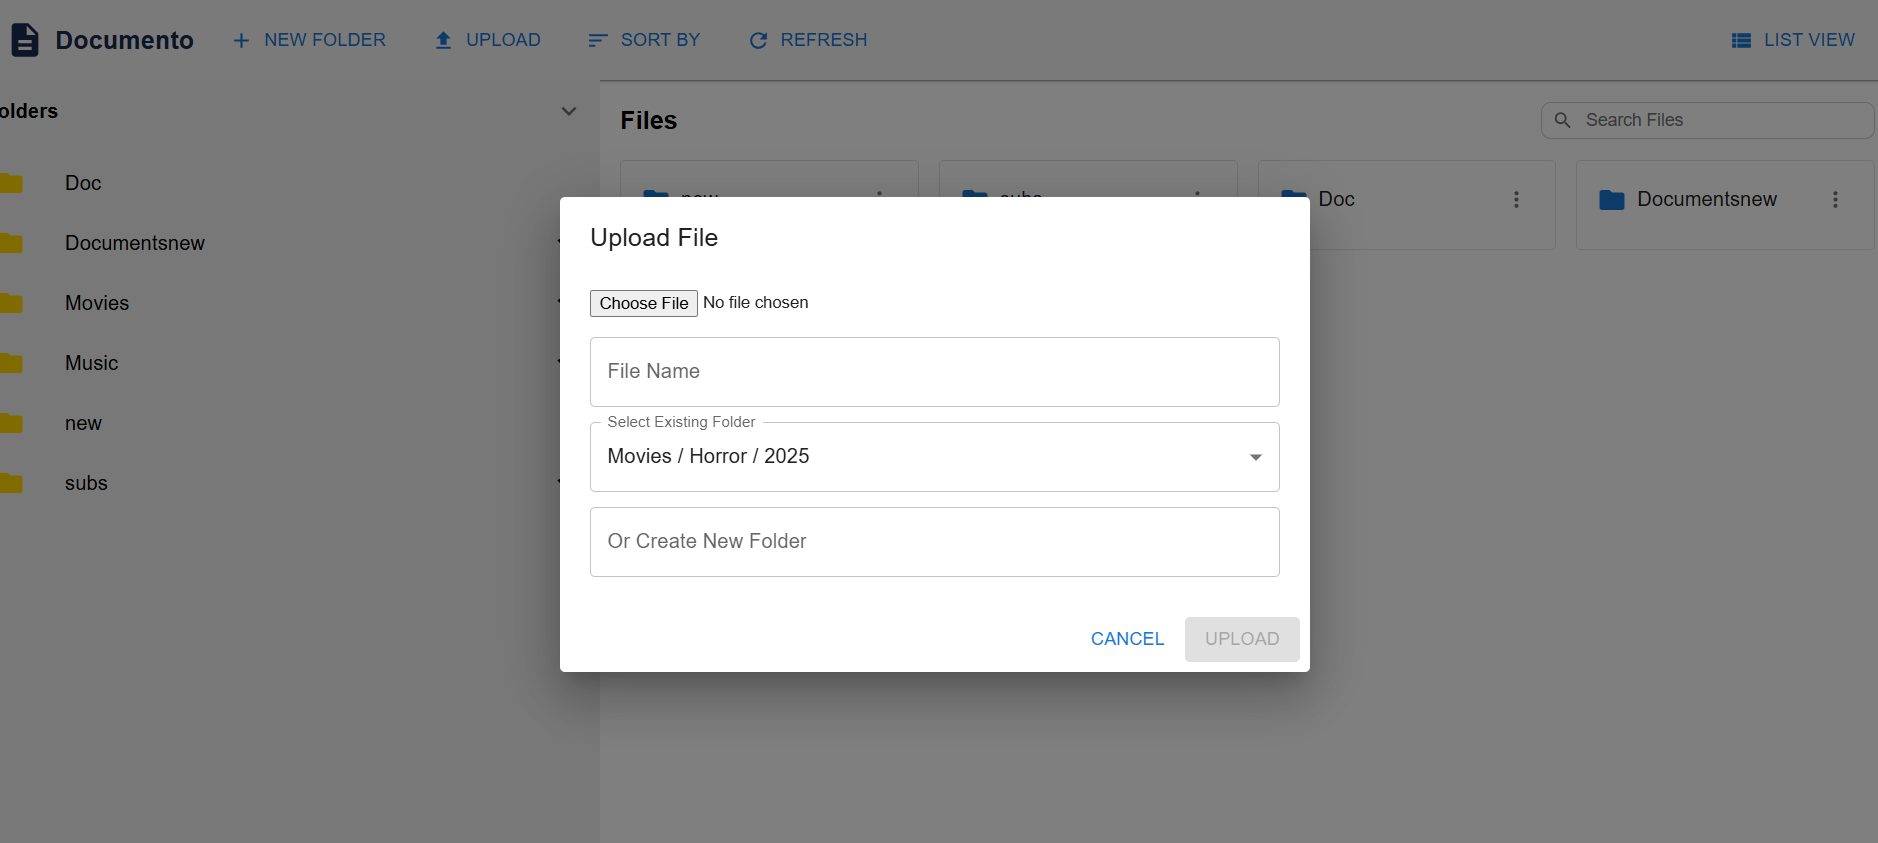 Documento
NEW FOLDER
UPLOAD
SORT BY
REFRESH
LIST VIEW
olders
Doc
Documentsnew
Movies
Music
new
subs
Files
Search Files
new
subs
Doc
Documentsnew
Upload File
Choose File No file chosen
File Name
Select Existing Folder
Movies / Horror / 2025
Or Create New Folder
CANCEL
UPLOAD